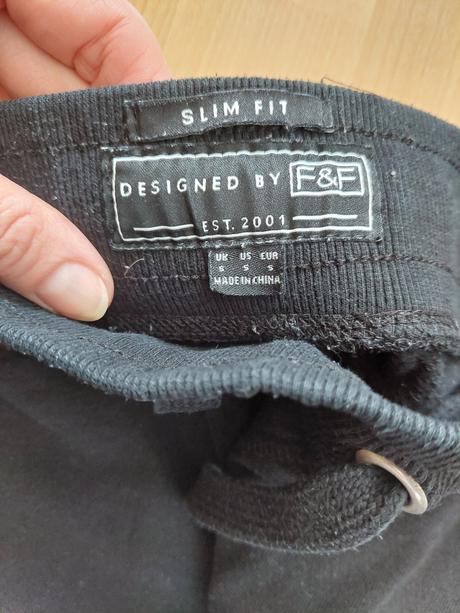 SLIM FIT
DESIGNED BY F&F
EST. 2001
UK US EUR
S S S
MADE IN CHINA